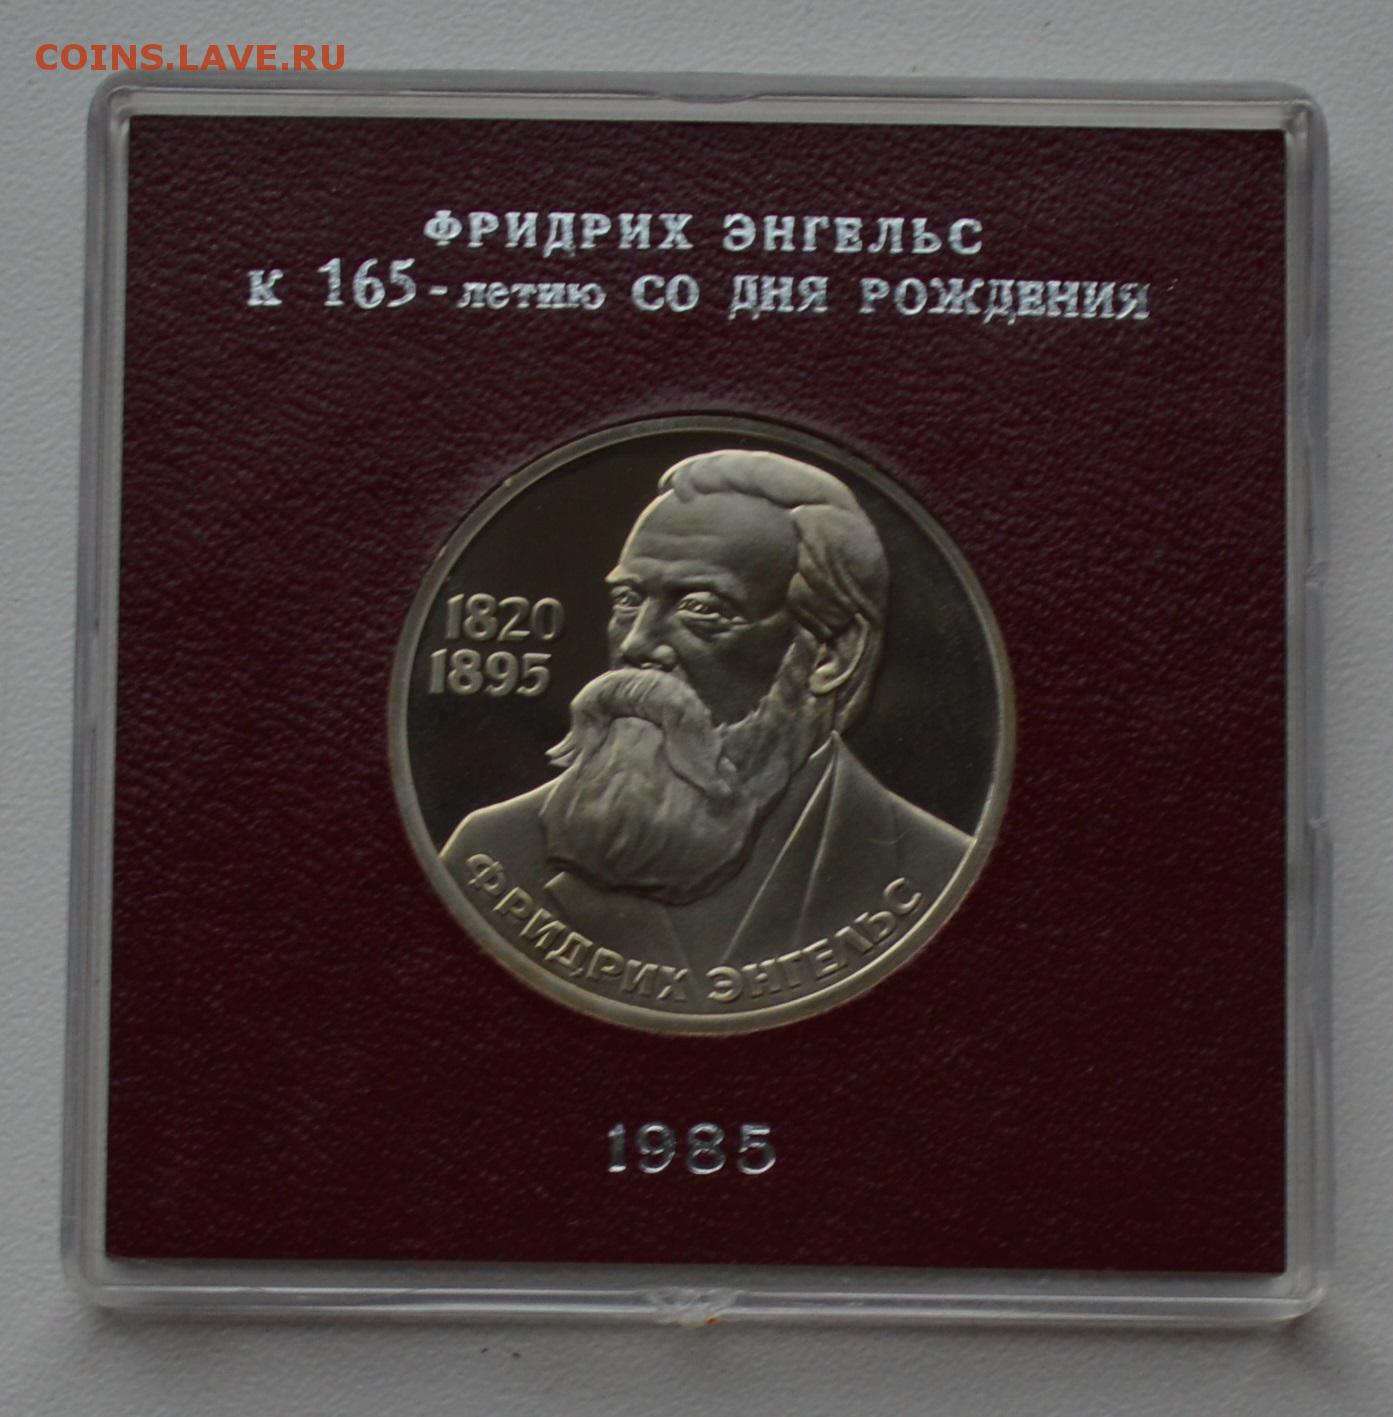 COINS.LAVE.RU
ФРИДРИХ ЭНГЕЛЬС
К 165-летию СО ДНЯ РОЖДЕНИЯ
1820
1895
ФРИДРИХ ЭНГЕЛЬС
1985